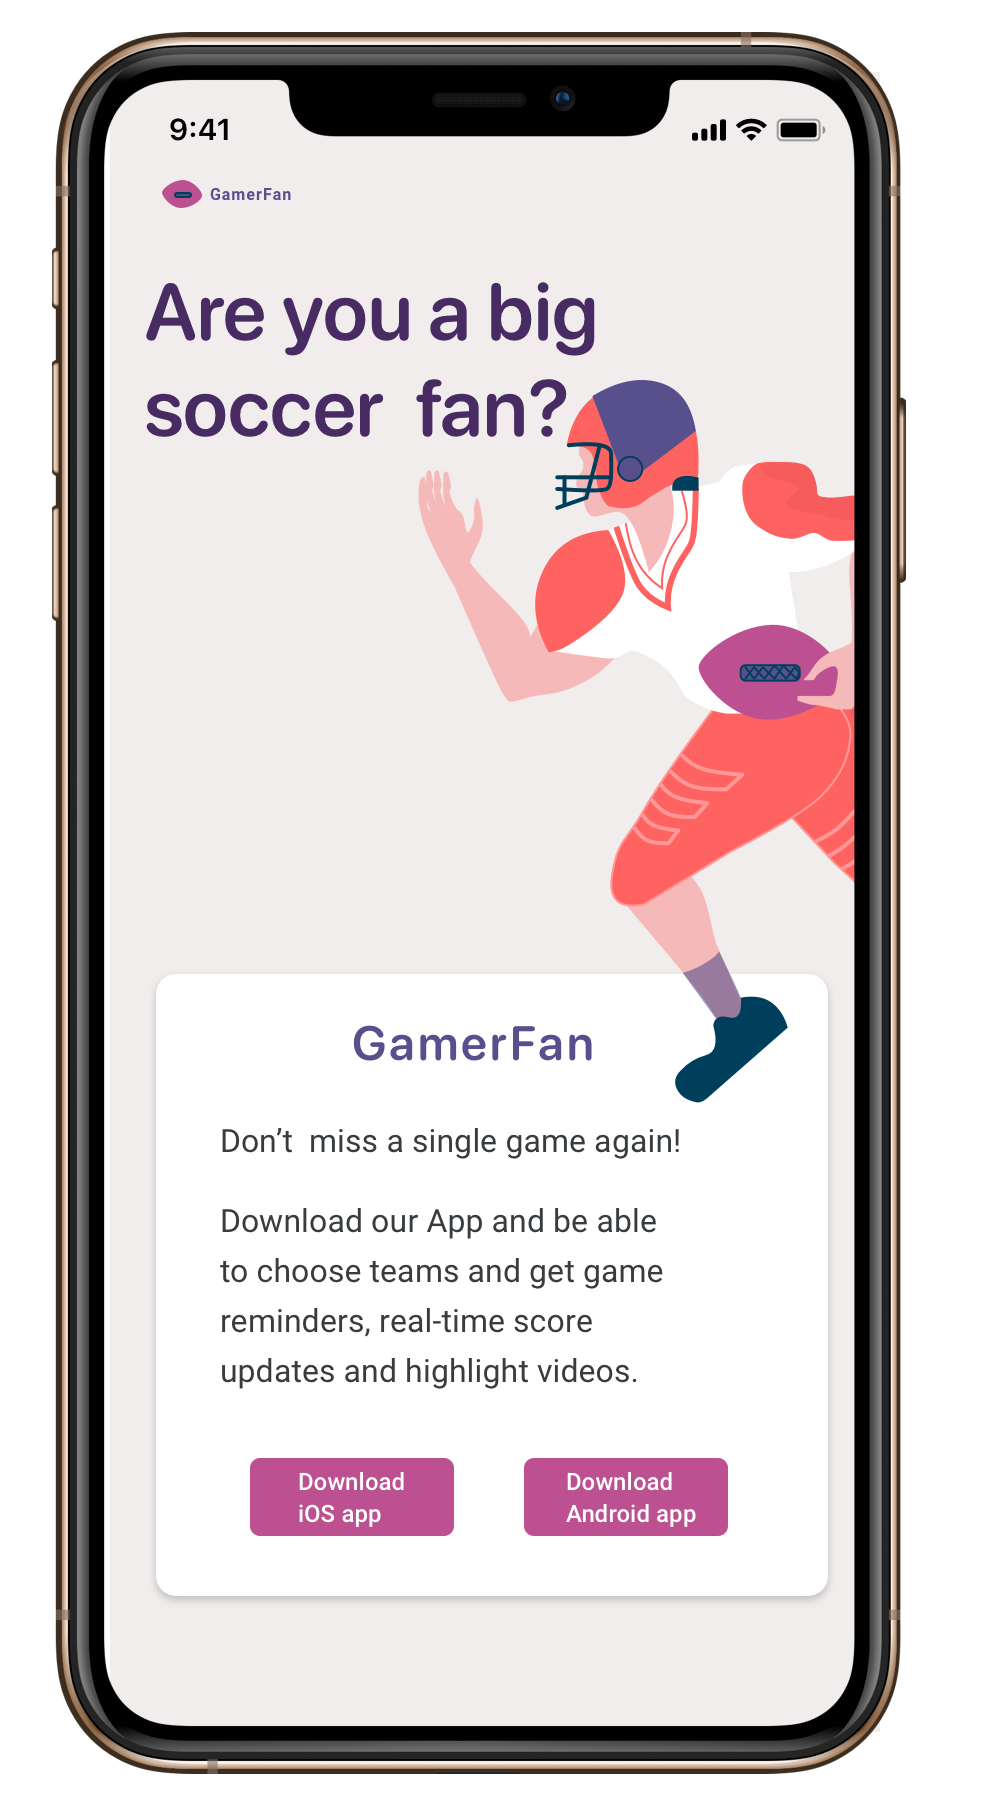 9:41
GamerFan
Are you a big
soccer fan?
GamerFan
Don’t miss a single game again!
Download our App and be able
to choose teams and get game
reminders, real-time score
updates and highlight videos.
Download
iOS app
Download
Android app